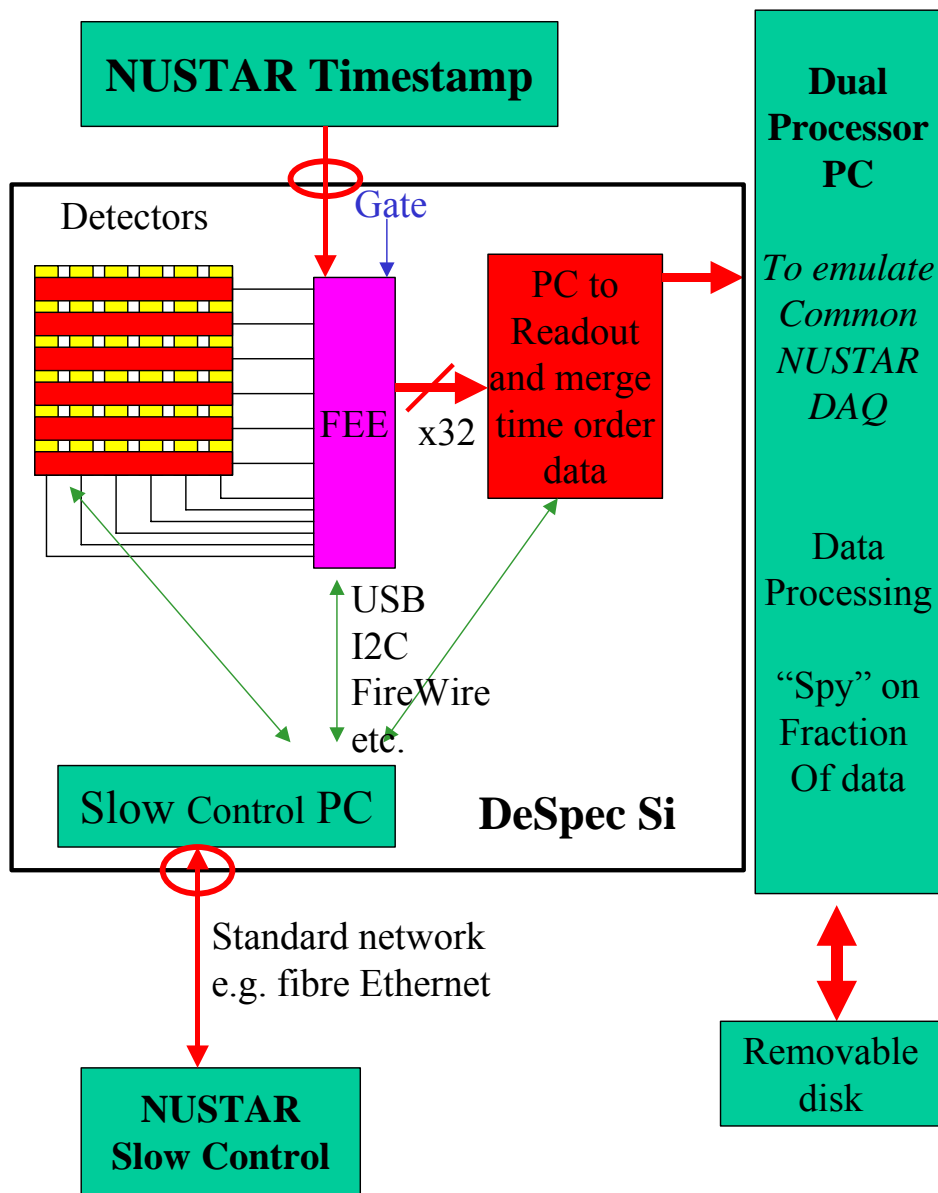 NUSTAR Timestamp
Dual
Processor
PC
To emulate
Common
NUSTAR
DAQ
Data
Processing
“Spy” on
Fraction
Of data
Detectors
Gate
FEE
x32
PC to
Readout
and merge
time order
data
USB
I2C
FireWire
etc.
Slow Control PC
DeSpec Si
Standard network
e.g. fibre Ethernet
NUSTAR
Slow Control
Removable
disk